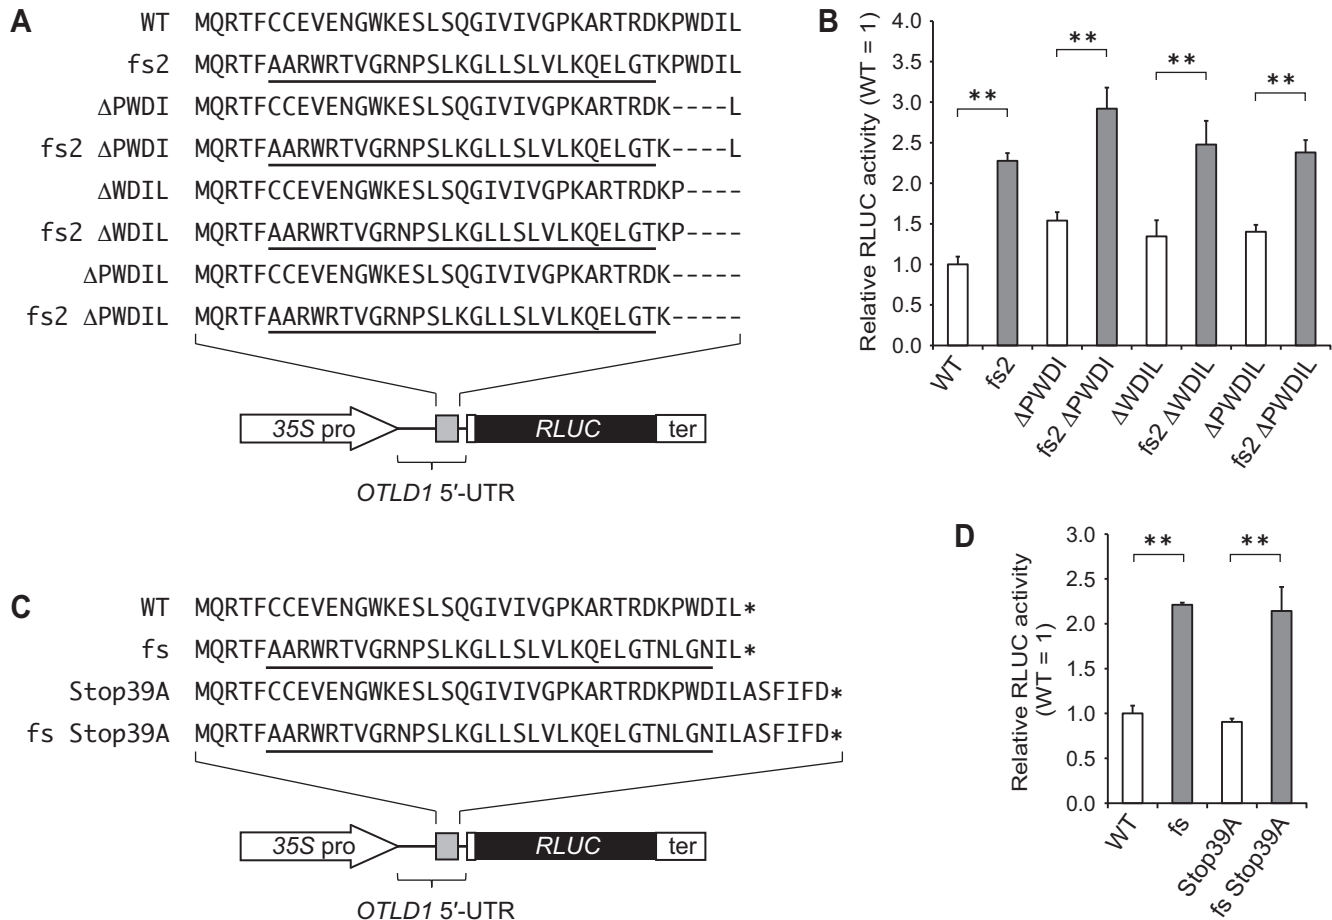 A
WT MQRTFCCEVENGWKESLSQGIVIVGPKARTRDKPWDIL
fs2 MQRTFAARWRTVGRNPSLKGLLSLVLKQELGTKPWDIL
ΔPWDI MQRTFCCEVENGWKESLSQGIVIVGPKARTRDK----L
fs2 ΔPWDI MQRTFAARWRTVGRNPSLKGLLSLVLKQELGTK----L
ΔWDIL MQRTFCCEVENGWKESLSQGIVIVGPKARTRDKP----
fs2 ΔWDIL MQRTFAARWRTVGRNPSLKGLLSLVLKQELGTKP----
ΔPWDIL MQRTFCCEVENGWKESLSQGIVIVGPKARTRDK-----
fs2 ΔPWDIL MQRTFAARWRTVGRNPSLKGLLSLVLKQELGTK-----
35S pro RLUC ter
OTLD1 5′-UTR
B
Relative RLUC activity (WT = 1)
4.0
3.5
3.0
2.5
2.0
1.5
1.0
0.5
0.0
** ** ** **
WT fs2 ΔPWDI fs2 ΔPWDI ΔWDIL fs2 ΔWDIL ΔPWDIL fs2 ΔPWDIL
C
WT MQRTFCCEVENGWKESLSQGIVIVGPKARTRDKPWDIL*
fs MQRTFAARWRTVGRNPSLKGLLSLVLKQELGTNLGNIL*
Stop39A MQRTFCCEVENGWKESLSQGIVIVGPKARTRDKPWDILASFIFD*
fs Stop39A MQRTFAARWRTVGRNPSLKGLLSLVLKQELGTNLGNILASFIFD*
35S pro RLUC ter
OTLD1 5′-UTR
D
Relative RLUC activity
(WT = 1)
3.0
2.5
2.0
1.5
1.0
0.5
0.0
** **
WT fs Stop39A fs Stop39A